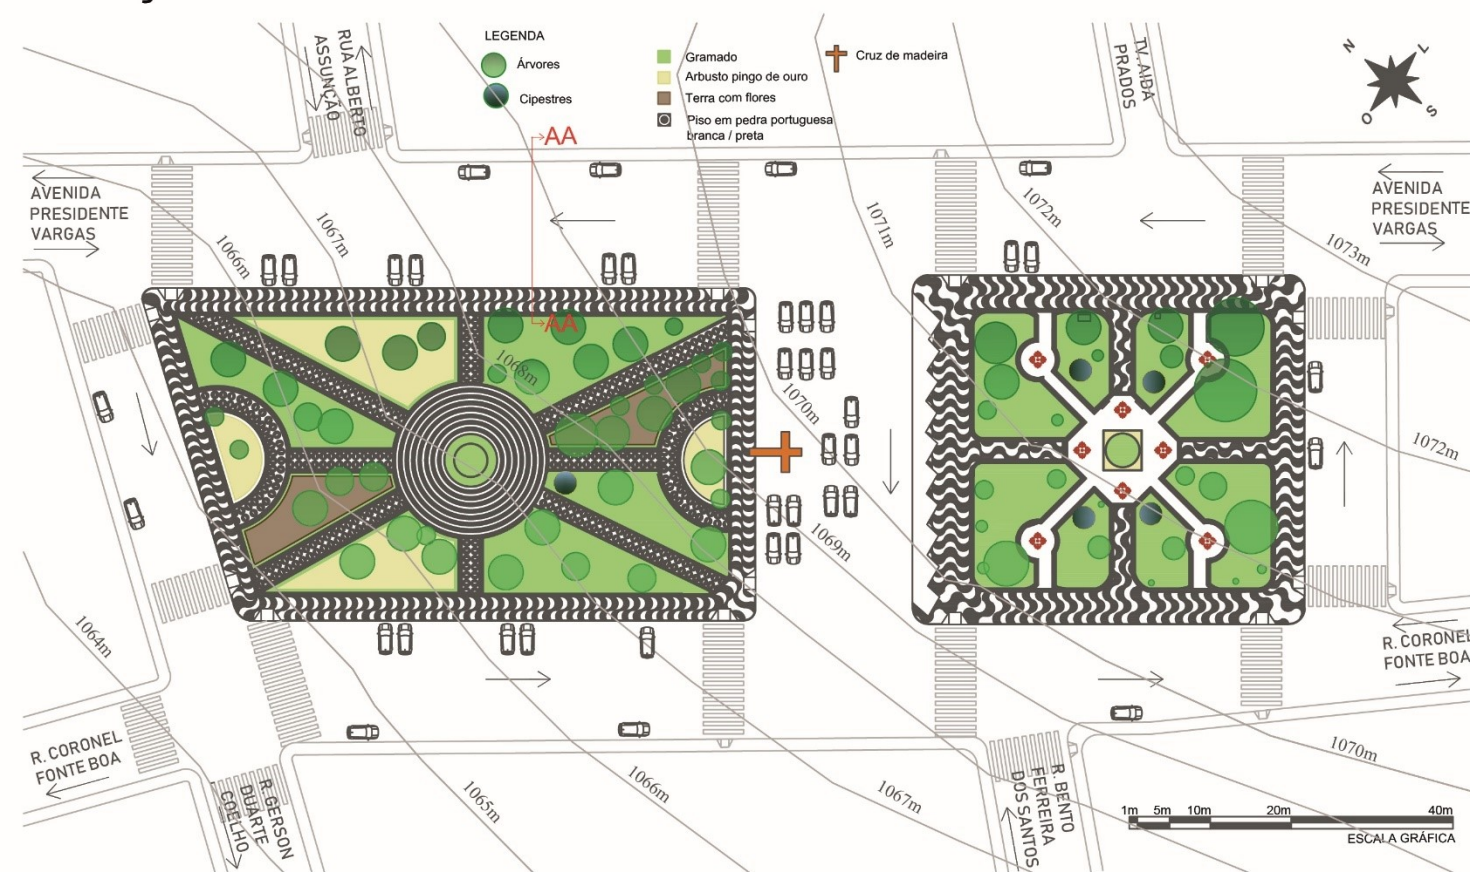 LEGENDA
Árvores
Cipestres
Gramado
Arbusto pingo de ouro
Terra com flores
Piso em pedra portuguesa
branca / preta
Cruz de madeira
RUA ALBERTO
ASSUNÇÃO
TV. AIDA
PRADOS
N
L
O
S
AA
AA
AVENIDA
PRESIDENTE
VARGAS
AVENIDA
PRESIDENTE
VARGAS
1066m
1067m
1068m
1071m
1072m
1073m
1070m
1072m
1069m
1064m
1065m
1066m
1067m
1070m
R. CORONEL
FONTE BOA
R. CORONEL
FONTE BOA
R. GERSON
DUARTE
COELHO
R. BENTO
FERREIRA
DOS SANTOS
1m 5m 10m 20m 40m
ESCALA GRÁFICA